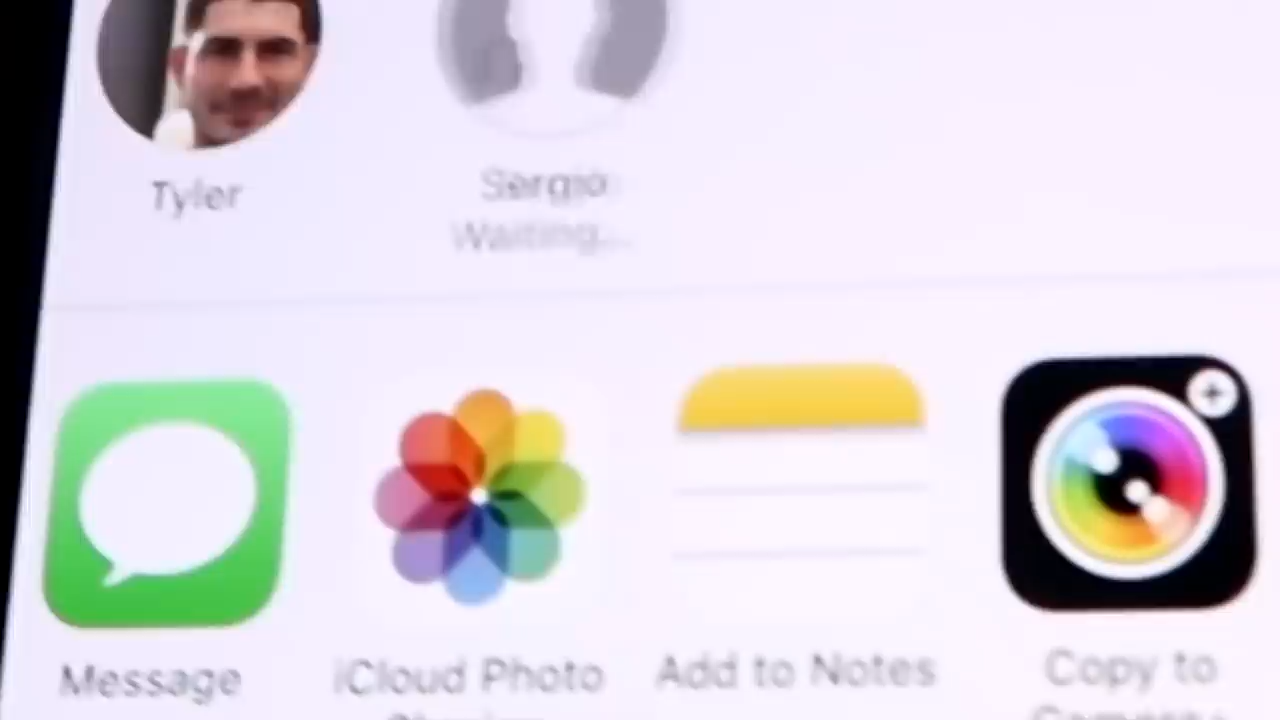 Tyler
Sergio
Waiting...
Message
iCloud Photo
Add to Notes
Copy to